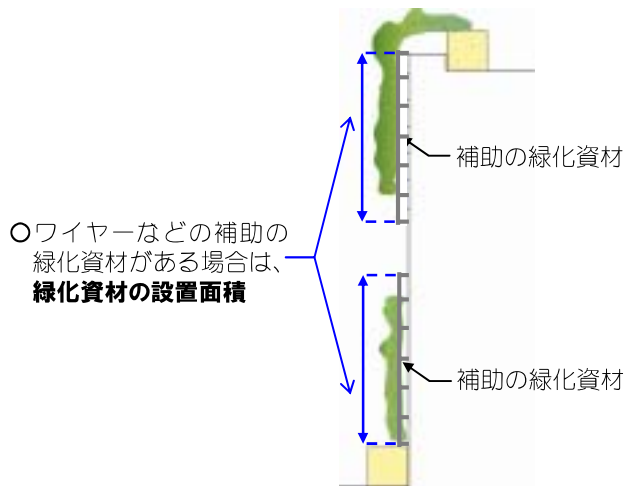 ○ワイヤーなどの補助の
緑化資材がある場合は、
緑化資材の設置面積
補助の緑化資材
補助の緑化資材